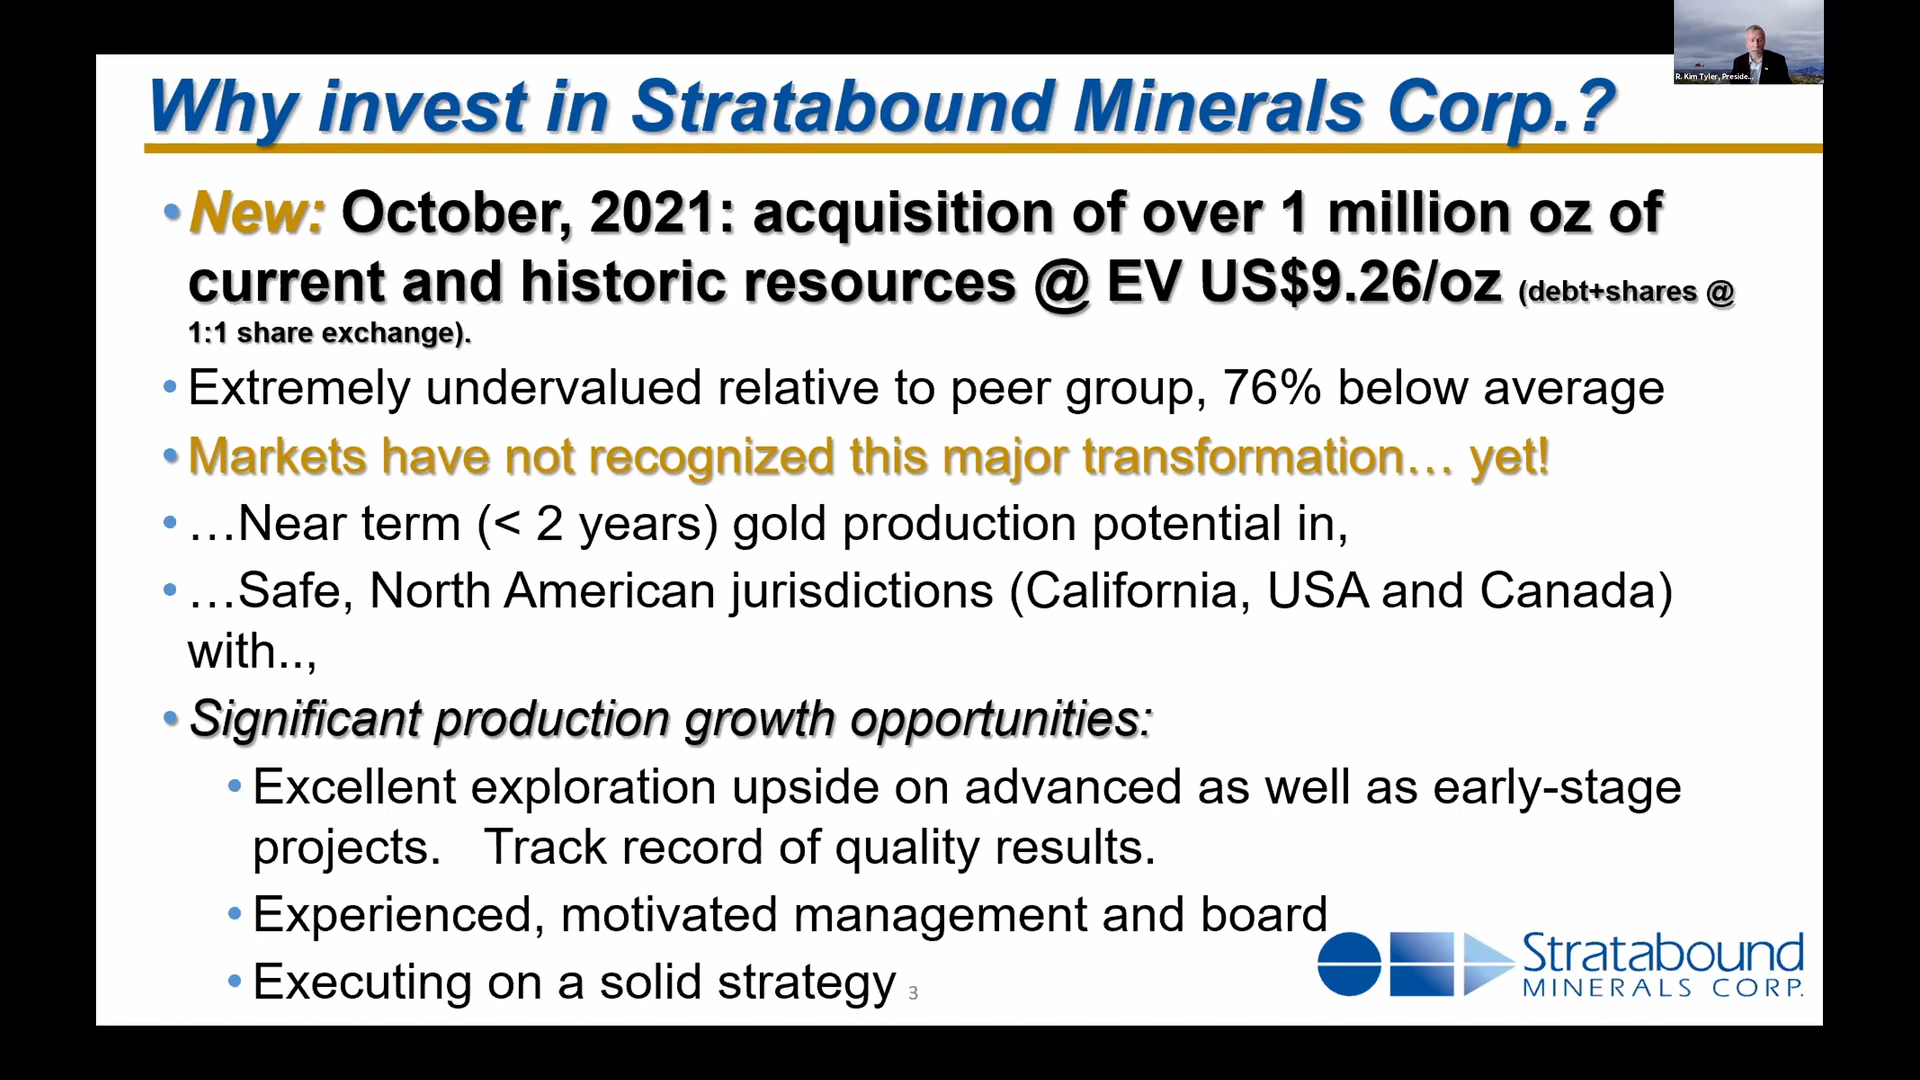 R. Kim Tyler, Preside...
Why invest in Stratabound Minerals Corp.?
•New: October, 2021: acquisition of over 1 million oz of
current and historic resources @ EV US$9.26/oz (debt+shares @
1:1 share exchange).
•Extremely undervalued relative to peer group, 76% below average
•Markets have not recognized this major transformation… yet!
•…Near term (< 2 years) gold production potential in,
•…Safe, North American jurisdictions (California, USA and Canada)
with..,
•Significant production growth opportunities:
•Excellent exploration upside on advanced as well as early-stage
projects.   Track record of quality results.
•Experienced, motivated management and board
•Executing on a solid strategy
3
Stratabound
MINERALS CORP.